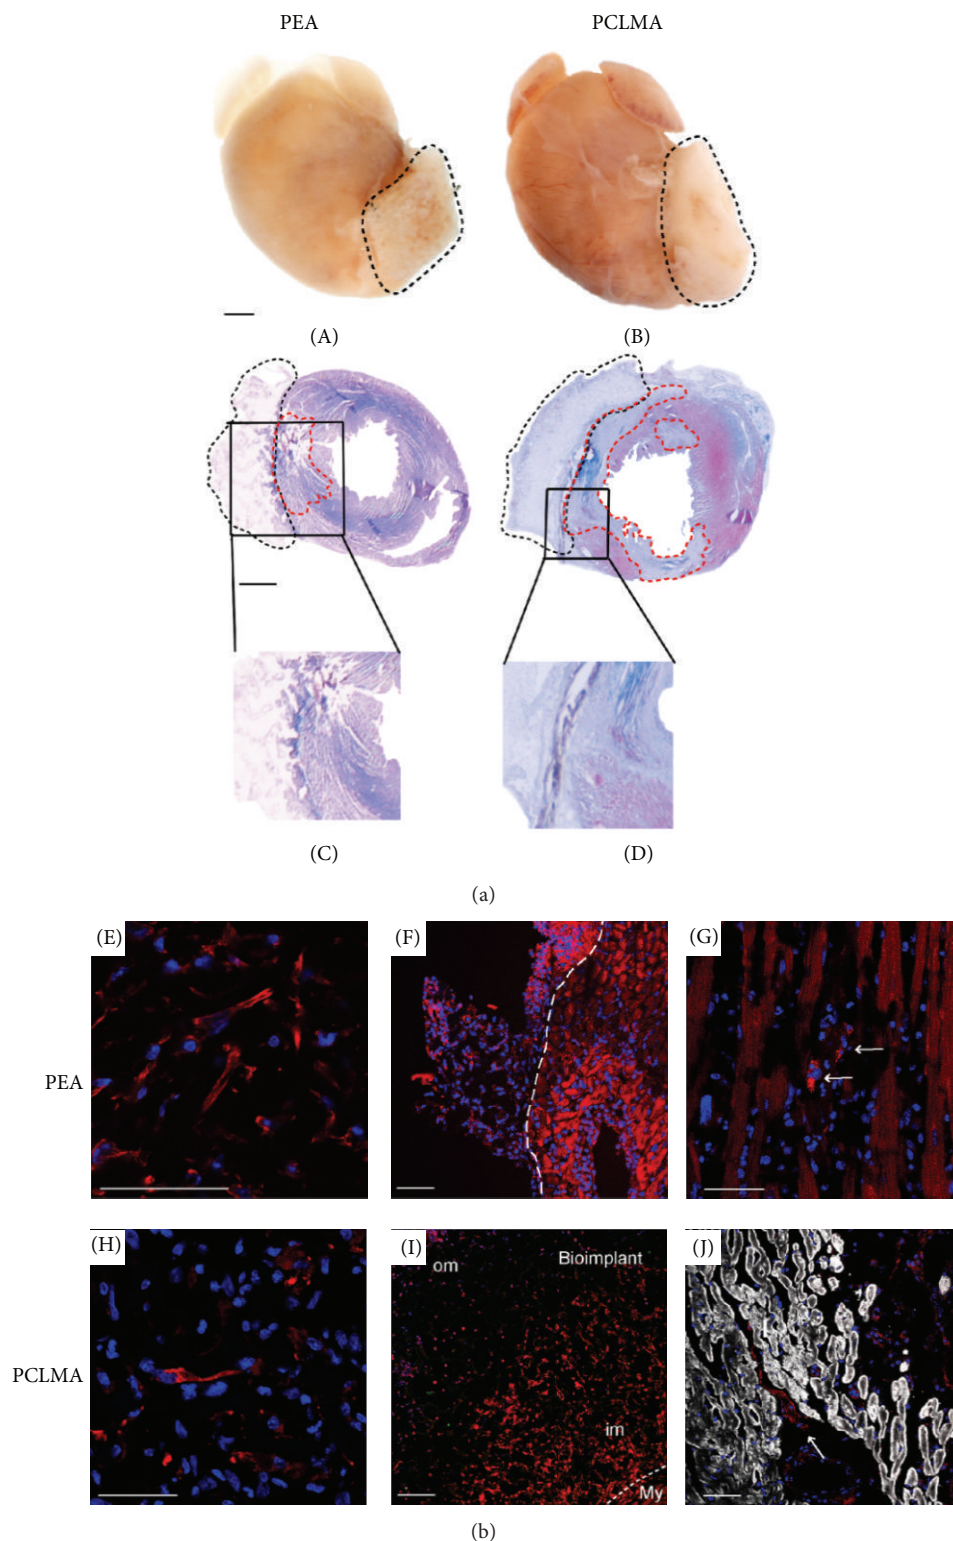 PEA PCLMA
(A) (B)
(C) (D)
(a)
(E) (F) (G)
PEA
(H) (I) (J)
om Bioimplant
PCLMA
im
My
(b)